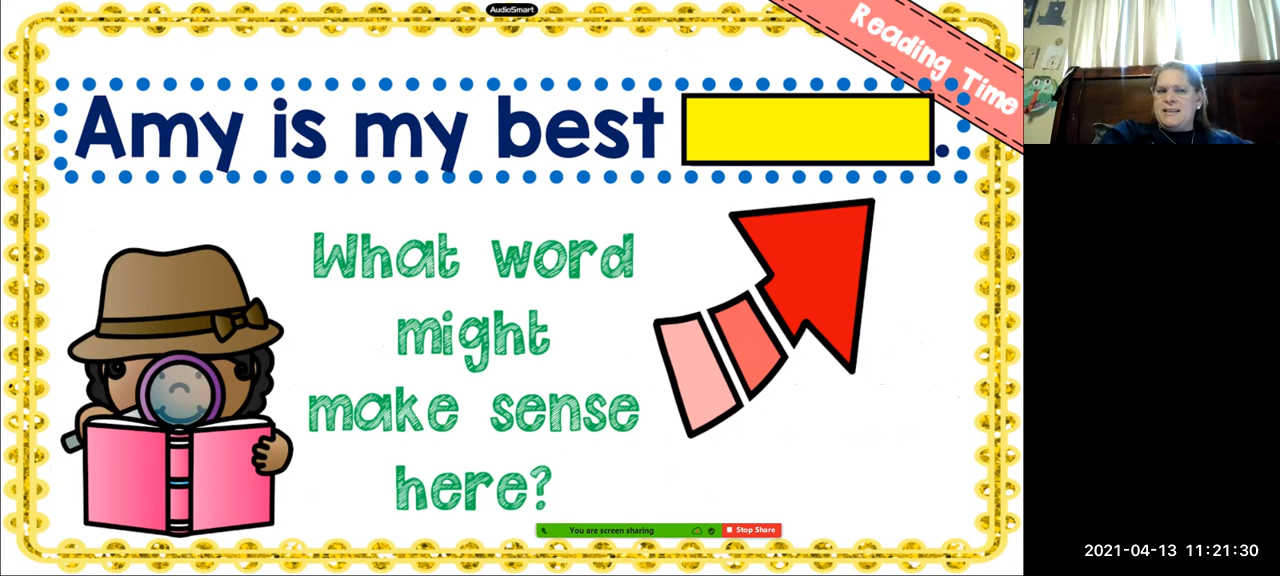 AudioSmart
Reading Time
Amy is my best .
What word
might
make sense
here?
You are screen sharing Stop Share
2021-04-13 11:21:30